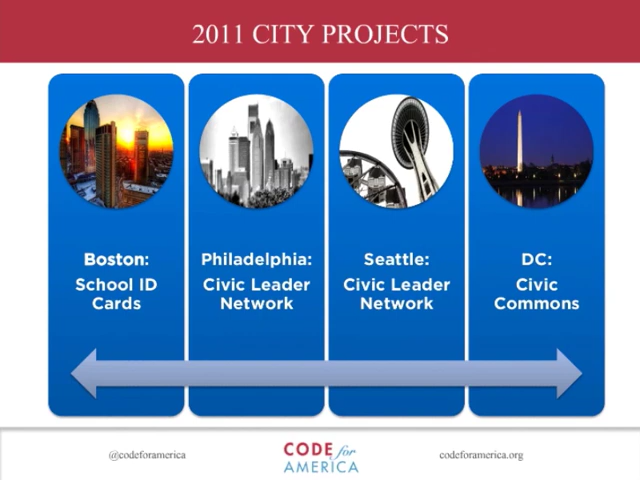 2011 CITY PROJECTS
Boston:
School ID
Cards
Philadelphia:
Civic Leader
Network
Seattle:
Civic Leader
Network
DC:
Civic
Commons
@codeforamerica
CODE for
AMERICA
codeforamerica.org